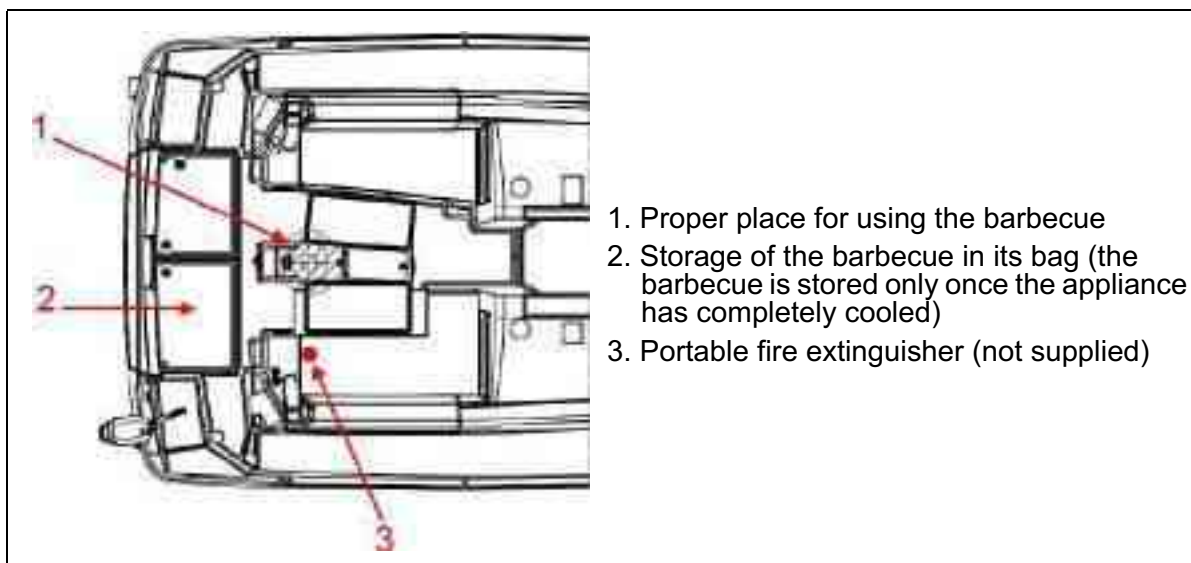 1
2
3
1. Proper place for using the barbecue
2. Storage of the barbecue in its bag (the
barbecue is stored only once the appliance
has completely cooled)
3. Portable fire extinguisher (not supplied)